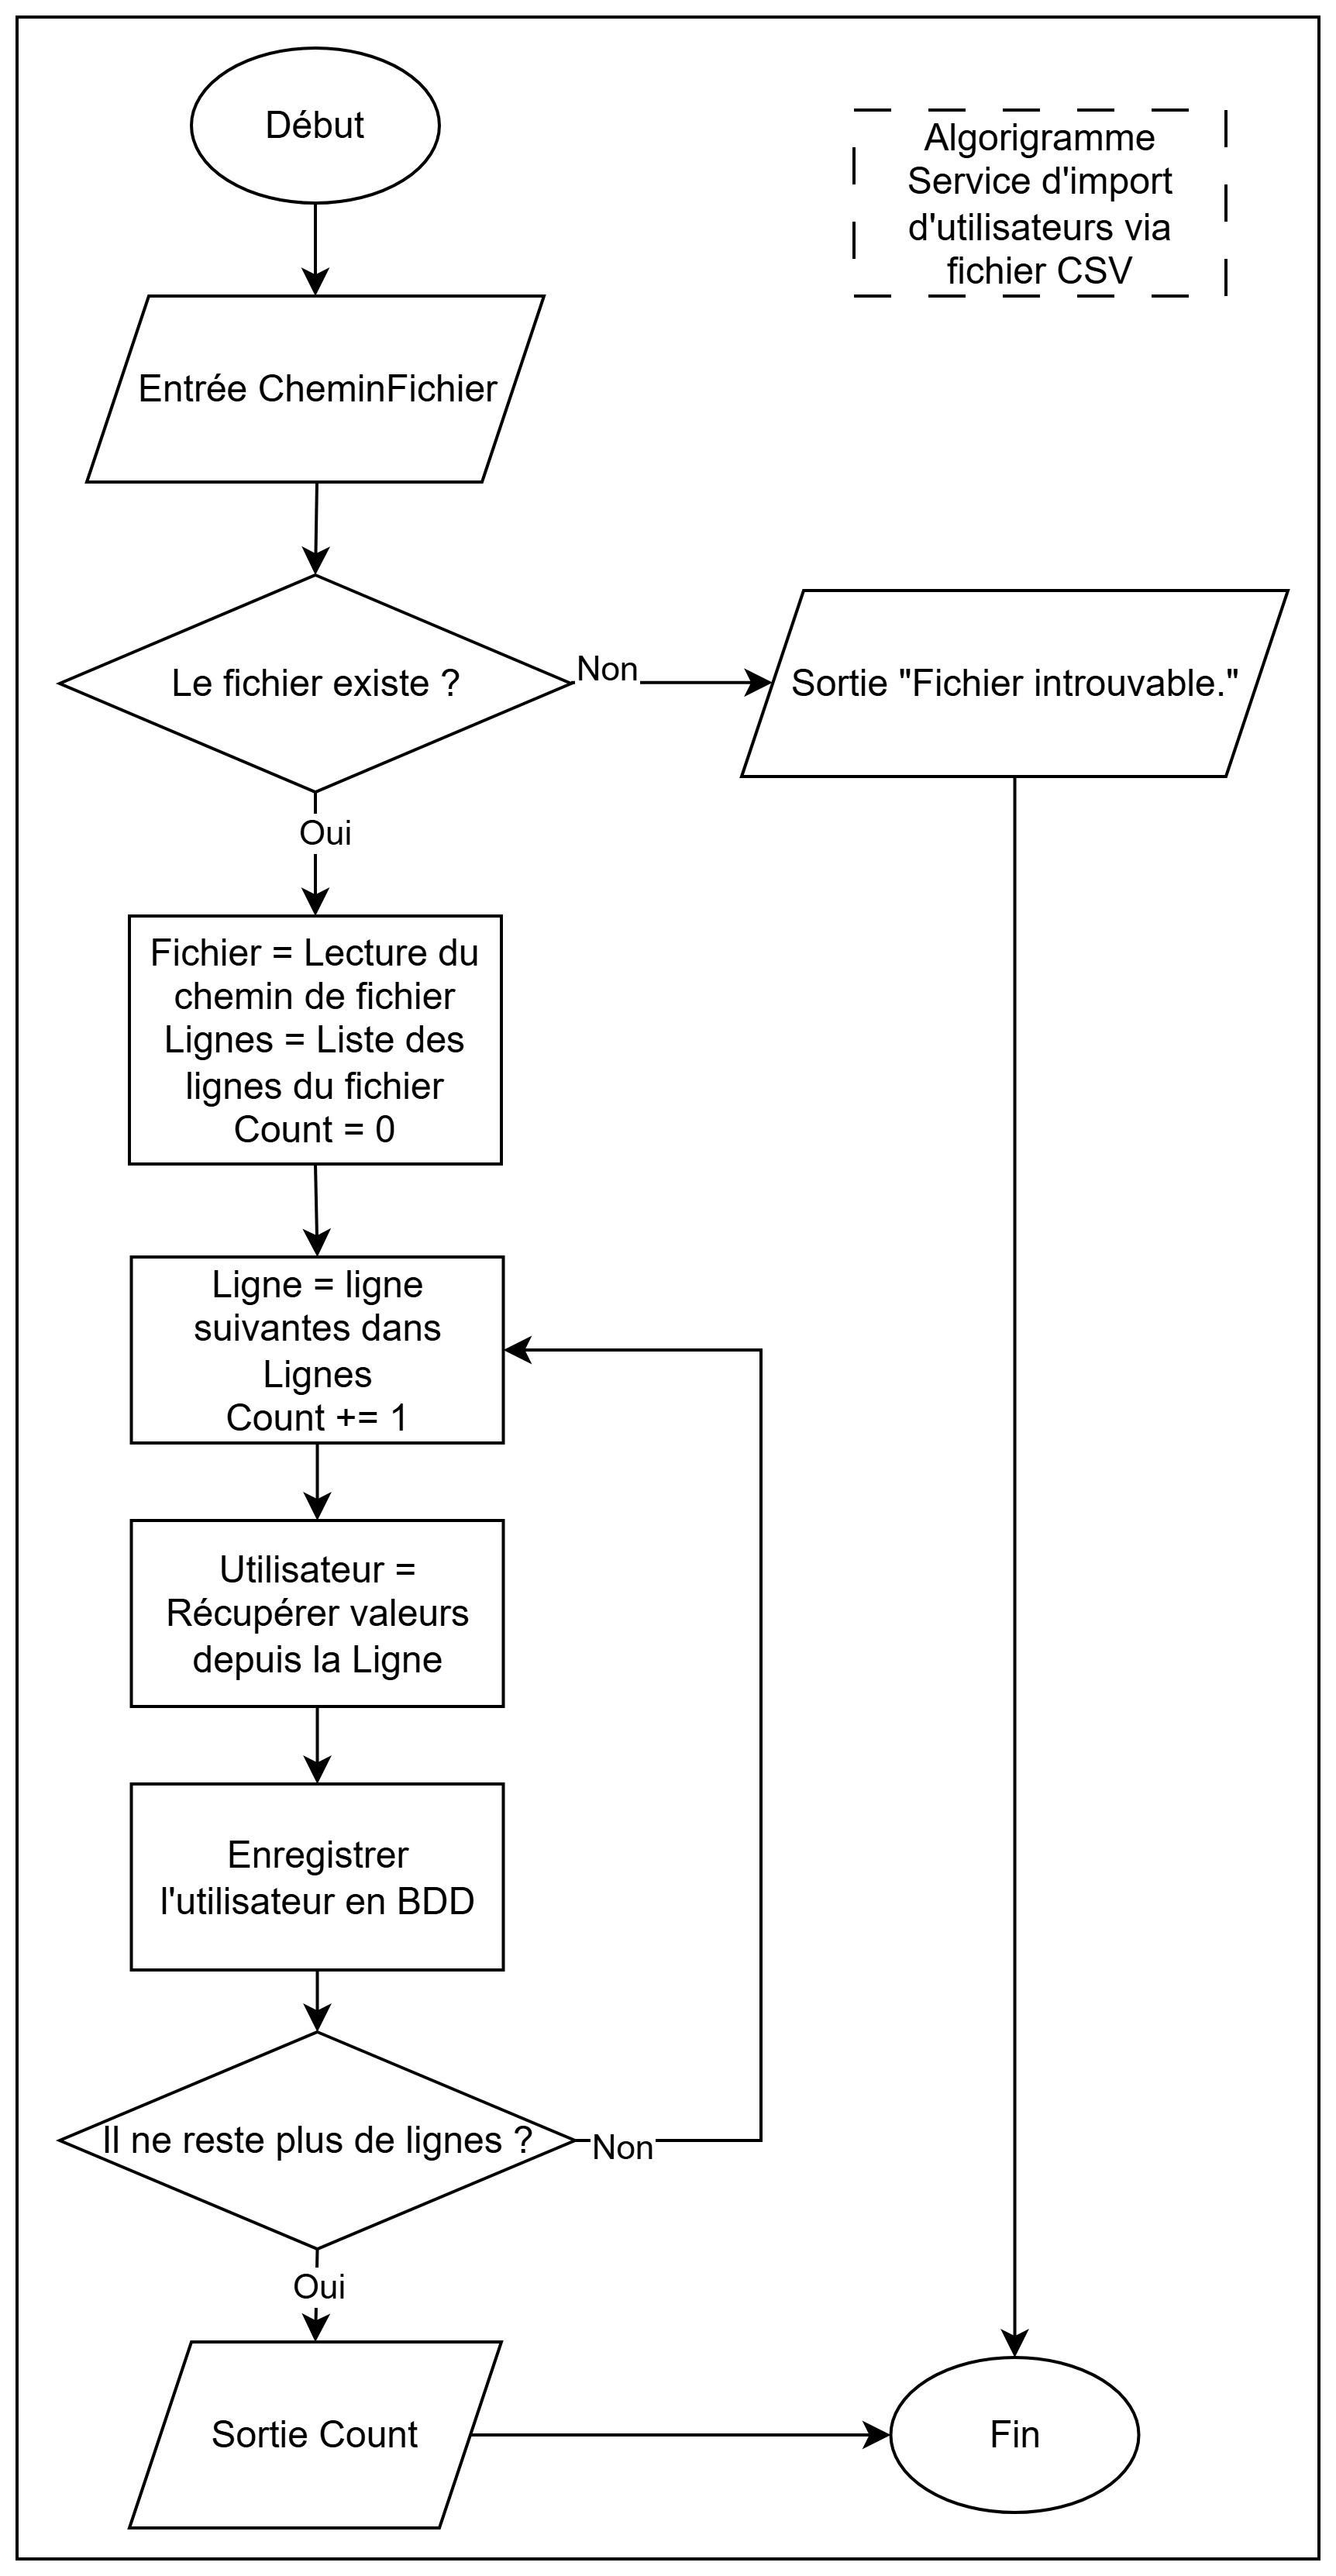 Début
Algorigramme
Service d'import
d'utilisateurs via
fichier CSV
Entrée CheminFichier
Le fichier existe ?
Non
Sortie "Fichier introuvable."
Oui
Fichier = Lecture du
chemin de fichier
Lignes = Liste des
lignes du fichier
Count = 0
Ligne = ligne
suivantes dans
Lignes
Count += 1
Utilisateur =
Récupérer valeurs
depuis la Ligne
Enregistrer
l'utilisateur en BDD
Il ne reste plus de lignes ?
Non
Oui
Sortie Count
Fin